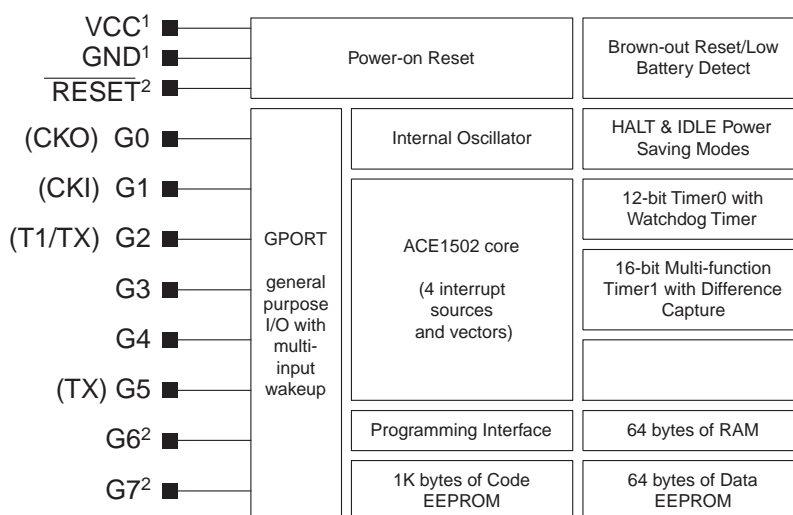 VCC¹
GND¹
RESET²
(CKO) G0
(CKI) G1
(T1/TX) G2
G3
G4
(TX) G5
G6²
G7²
Power-on Reset
Brown-out Reset/Low
Battery Detect
GPORT
general
purpose
I/O with
multi-
input
wakeup
Internal Oscillator
HALT & IDLE Power
Saving Modes
ACE1502 core
(4 interrupt
sources
and vectors)
12-bit Timer0 with
Watchdog Timer
16-bit Multi-function
Timer1 with Difference
Capture
Programming Interface
64 bytes of RAM
1K bytes of Code
EEPROM
64 bytes of Data
EEPROM